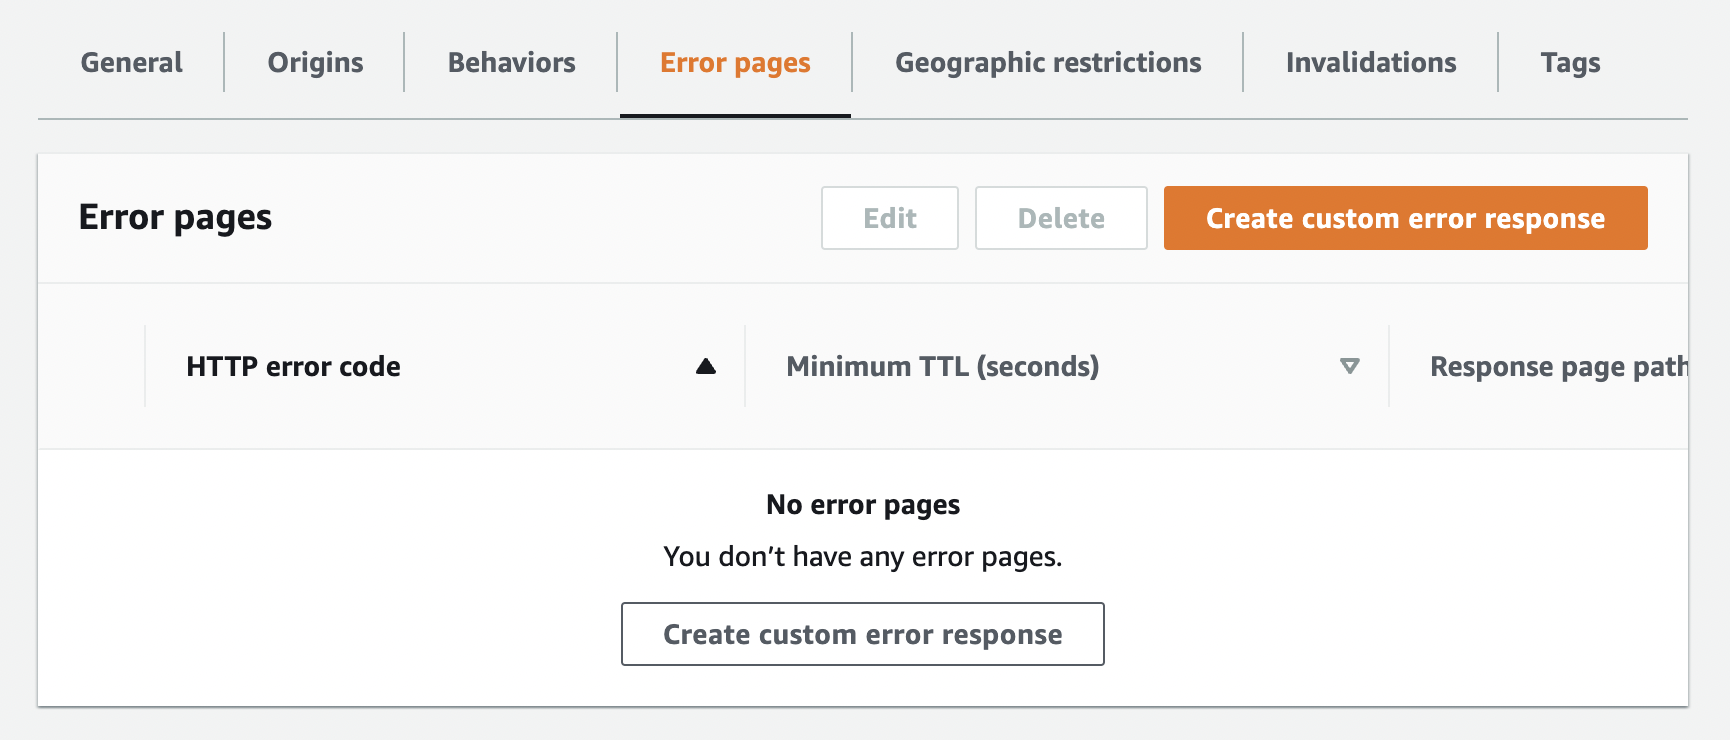 General Origins Behaviors Error pages Geographic restrictions Invalidations Tags
Error pages Edit Delete Create custom error response
HTTP error code Minimum TTL (seconds) Response page path
No error pages
You don’t have any error pages.
Create custom error response